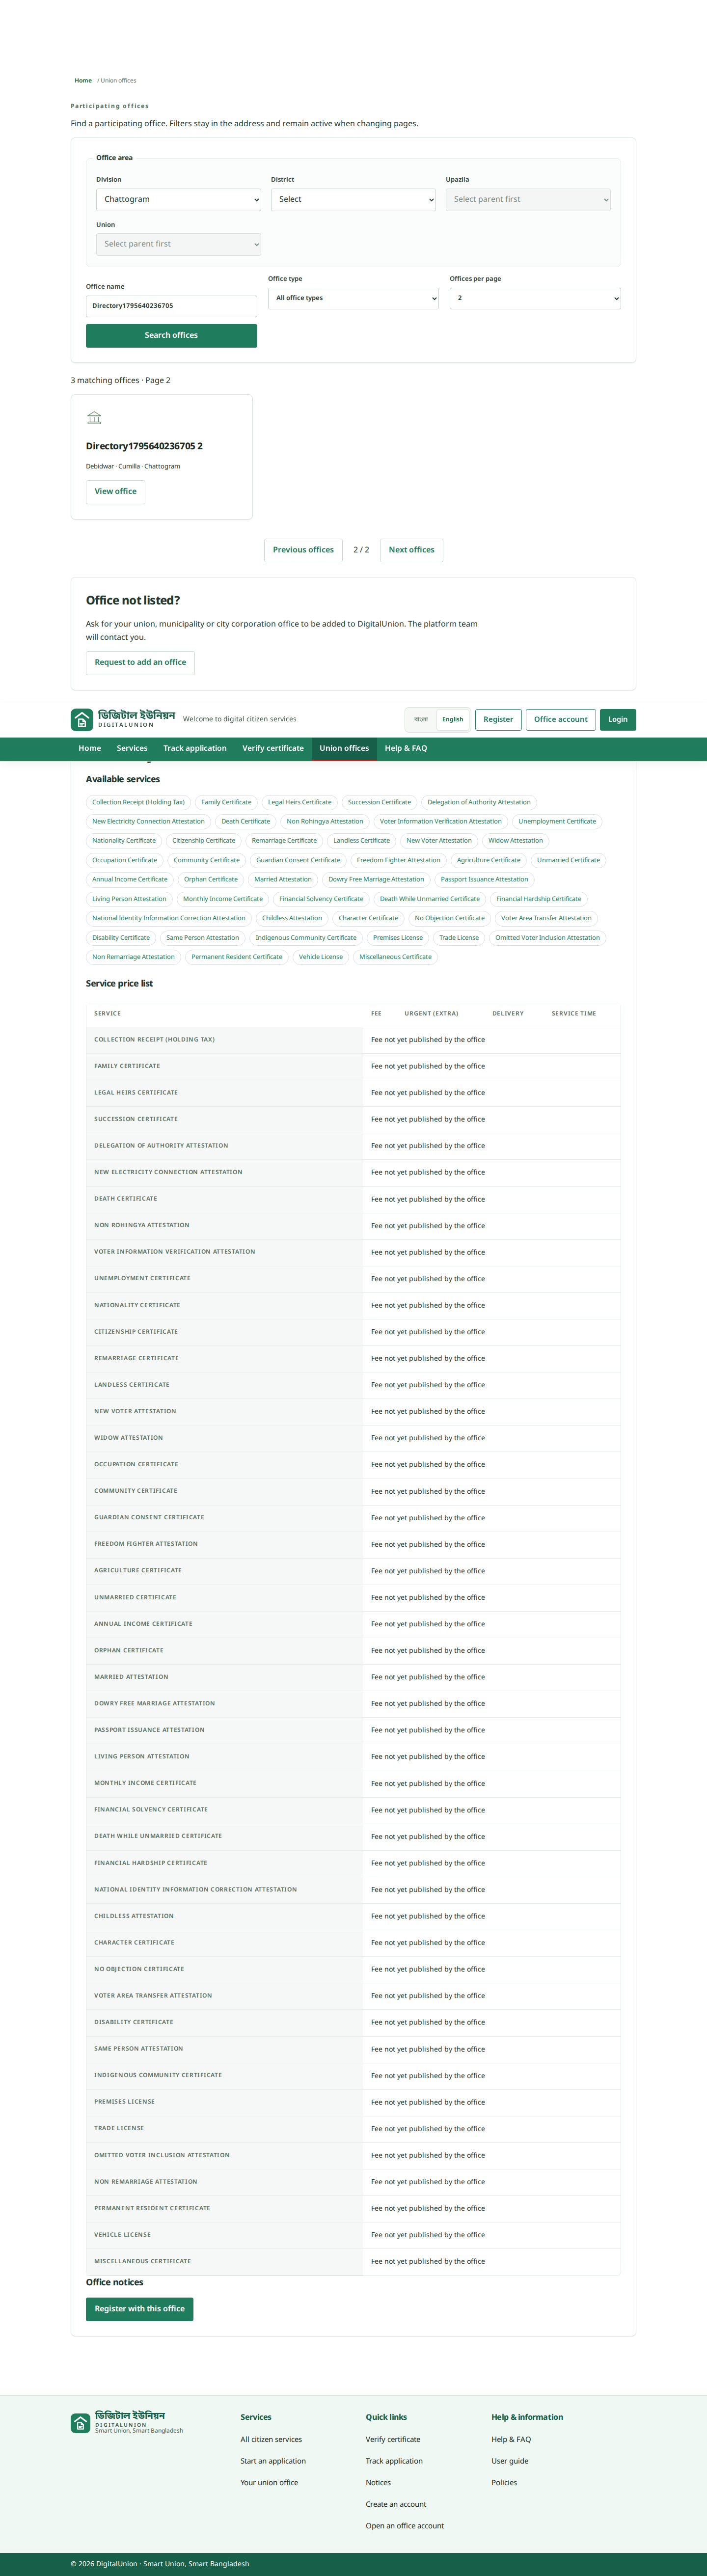 Home / Union offices
Participating offices
Find a participating office. Filters stay in the address and remain active when changing pages.
Office area
Division
District
Upazila
Chattogram
Select
Select parent first
Union
Select parent first
Office name
Office type
Offices per page
Directory1795640236705
All office types
2
Search offices
3 matching offices · Page 2
Directory1795640236705 2
Debidwar · Cumilla · Chattogram
View office
Previous offices
2 / 2
Next offices
Office not listed?
Ask for your union, municipality or city corporation office to be added to DigitalUnion. The platform team
will contact you.
Request to add an office
ডিজিটাল ইউনিয়ন
DIGITALUNION
Welcome to digital citizen services
বাংলা
English
Register
Office account
Login
Home
Services
Track application
Verify certificate
Union offices
Help & FAQ
Available services
Collection Receipt (Holding Tax)
Family Certificate
Legal Heirs Certificate
Succession Certificate
Delegation of Authority Attestation
New Electricity Connection Attestation
Death Certificate
Non Rohingya Attestation
Voter Information Verification Attestation
Unemployment Certificate
Nationality Certificate
Citizenship Certificate
Remarriage Certificate
Landless Certificate
New Voter Attestation
Widow Attestation
Occupation Certificate
Community Certificate
Guardian Consent Certificate
Freedom Fighter Attestation
Agriculture Certificate
Unmarried Certificate
Annual Income Certificate
Orphan Certificate
Married Attestation
Dowry Free Marriage Attestation
Passport Issuance Attestation
Living Person Attestation
Monthly Income Certificate
Financial Solvency Certificate
Death While Unmarried Certificate
Financial Hardship Certificate
National Identity Information Correction Attestation
Childless Attestation
Character Certificate
No Objection Certificate
Voter Area Transfer Attestation
Disability Certificate
Same Person Attestation
Indigenous Community Certificate
Premises License
Trade License
Omitted Voter Inclusion Attestation
Non Remarriage Attestation
Permanent Resident Certificate
Vehicle License
Miscellaneous Certificate
Service price list
SERVICE FEE URGENT (EXTRA) DELIVERY SERVICE TIME
COLLECTION RECEIPT (HOLDING TAX) Fee not yet published by the office
FAMILY CERTIFICATE Fee not yet published by the office
LEGAL HEIRS CERTIFICATE Fee not yet published by the office
SUCCESSION CERTIFICATE Fee not yet published by the office
DELEGATION OF AUTHORITY ATTESTATION Fee not yet published by the office
NEW ELECTRICITY CONNECTION ATTESTATION Fee not yet published by the office
DEATH CERTIFICATE Fee not yet published by the office
NON ROHINGYA ATTESTATION Fee not yet published by the office
VOTER INFORMATION VERIFICATION ATTESTATION Fee not yet published by the office
UNEMPLOYMENT CERTIFICATE Fee not yet published by the office
NATIONALITY CERTIFICATE Fee not yet published by the office
CITIZENSHIP CERTIFICATE Fee not yet published by the office
REMARRIAGE CERTIFICATE Fee not yet published by the office
LANDLESS CERTIFICATE Fee not yet published by the office
NEW VOTER ATTESTATION Fee not yet published by the office
WIDOW ATTESTATION Fee not yet published by the office
OCCUPATION CERTIFICATE Fee not yet published by the office
COMMUNITY CERTIFICATE Fee not yet published by the office
GUARDIAN CONSENT CERTIFICATE Fee not yet published by the office
FREEDOM FIGHTER ATTESTATION Fee not yet published by the office
AGRICULTURE CERTIFICATE Fee not yet published by the office
UNMARRIED CERTIFICATE Fee not yet published by the office
ANNUAL INCOME CERTIFICATE Fee not yet published by the office
ORPHAN CERTIFICATE Fee not yet published by the office
MARRIED ATTESTATION Fee not yet published by the office
DOWRY FREE MARRIAGE ATTESTATION Fee not yet published by the office
PASSPORT ISSUANCE ATTESTATION Fee not yet published by the office
LIVING PERSON ATTESTATION Fee not yet published by the office
MONTHLY INCOME CERTIFICATE Fee not yet published by the office
FINANCIAL SOLVENCY CERTIFICATE Fee not yet published by the office
DEATH WHILE UNMARRIED CERTIFICATE Fee not yet published by the office
FINANCIAL HARDSHIP CERTIFICATE Fee not yet published by the office
NATIONAL IDENTITY INFORMATION CORRECTION ATTESTATION Fee not yet published by the office
CHILDLESS ATTESTATION Fee not yet published by the office
CHARACTER CERTIFICATE Fee not yet published by the office
NO OBJECTION CERTIFICATE Fee not yet published by the office
VOTER AREA TRANSFER ATTESTATION Fee not yet published by the office
DISABILITY CERTIFICATE Fee not yet published by the office
SAME PERSON ATTESTATION Fee not yet published by the office
INDIGENOUS COMMUNITY CERTIFICATE Fee not yet published by the office
PREMISES LICENSE Fee not yet published by the office
TRADE LICENSE Fee not yet published by the office
OMITTED VOTER INCLUSION ATTESTATION Fee not yet published by the office
NON REMARRIAGE ATTESTATION Fee not yet published by the office
PERMANENT RESIDENT CERTIFICATE Fee not yet published by the office
VEHICLE LICENSE Fee not yet published by the office
MISCELLANEOUS CERTIFICATE Fee not yet published by the office
Office notices
Register with this office
ডিজিটাল ইউনিয়ন
DIGITALUNION
Smart Union, Smart Bangladesh
Services
All citizen services
Start an application
Your union office
Quick links
Verify certificate
Track application
Notices
Create an account
Open an office account
Help & information
Help & FAQ
User guide
Policies
© 2026 DigitalUnion · Smart Union, Smart Bangladesh